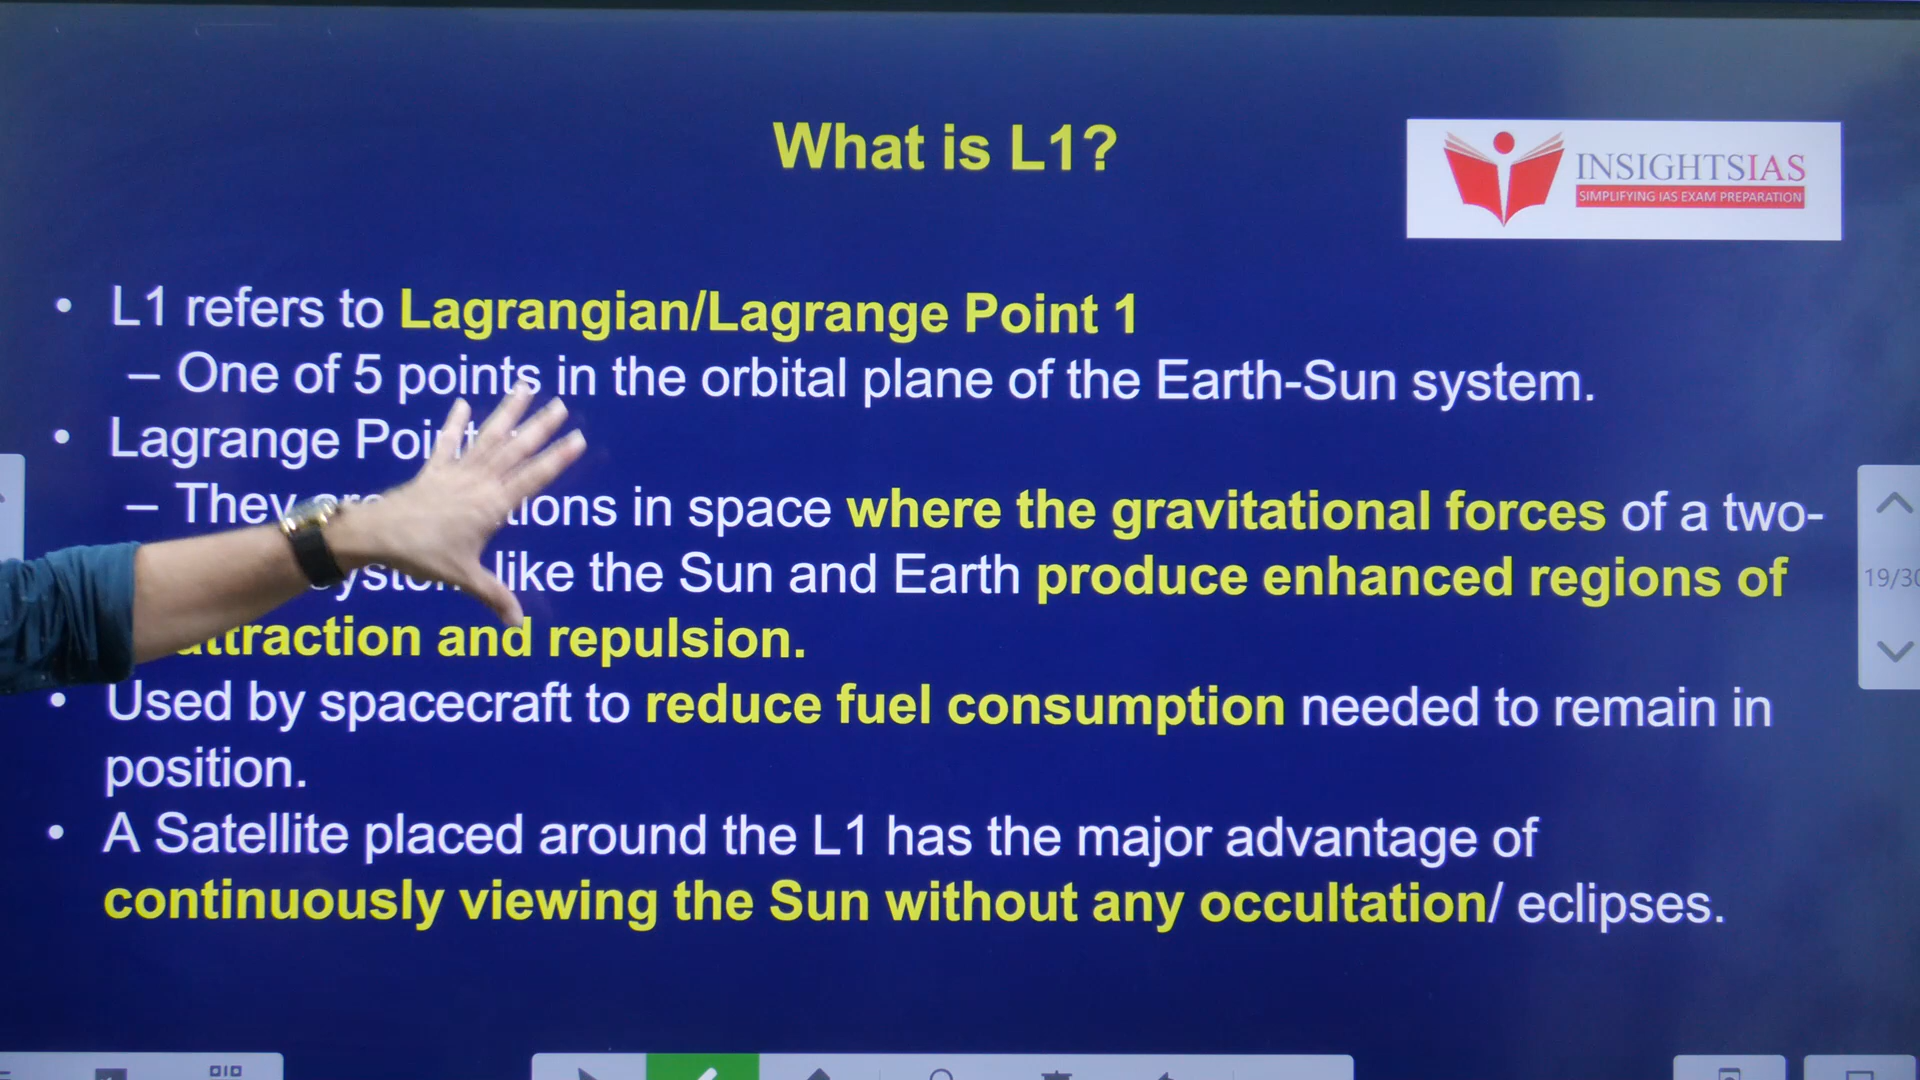 What is L1?
INSIGHTSIAS
SIMPLIFYING IAS EXAM PREPARATION
• L1 refers to Lagrangian/Lagrange Point 1
– One of 5 points in the orbital plane of the Earth-Sun system.
• Lagrange
– They in space where the gravitational forces of a two-
like the Sun and Earth produce enhanced regions of
and repulsion.
• Used by spacecraft to reduce fuel consumption needed to remain in
position.
• A Satellite placed around the L1 has the major advantage of
continuously viewing the Sun without any occultation/ eclipses.
19/30